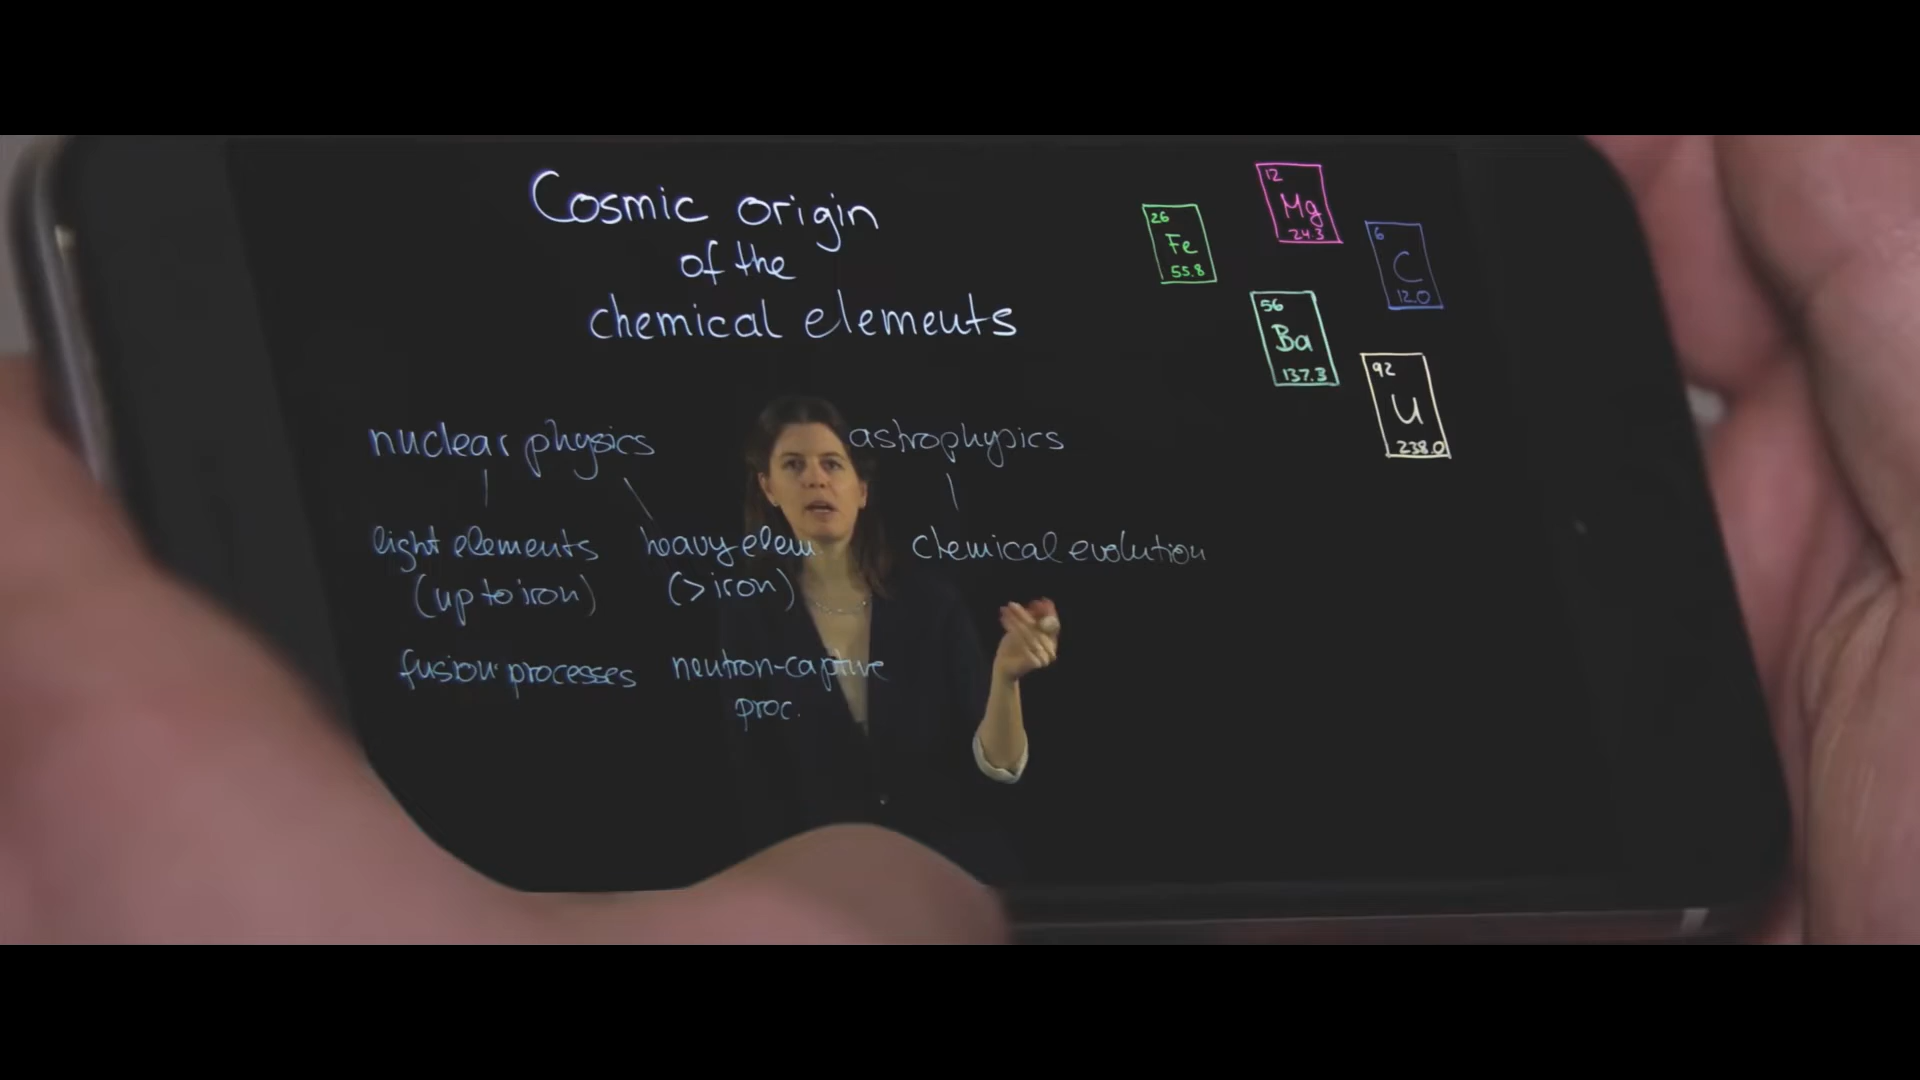 Cosmic origin
of the
chemical elements
26
Fe
55.8
12
Mg
24.3
6
C
12.0
56
Ba
137.3
92
U
238.0
nuclear physics
astrophysics
light elements
(up to iron)
heavy elem.
(> iron)
chemical evolution
fusion processes
neutron-capture
proc.